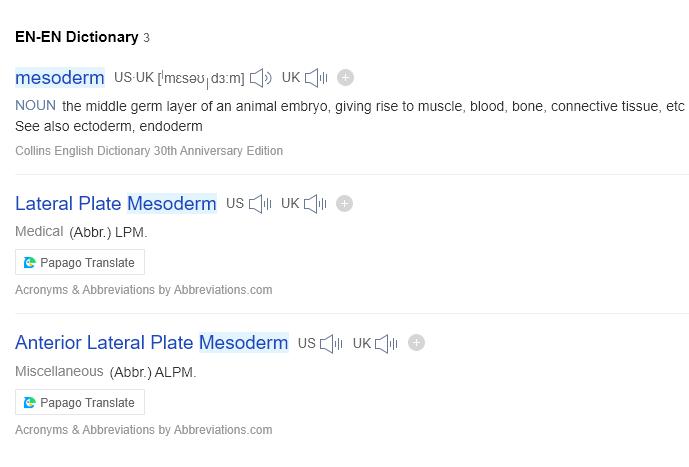 EN-EN Dictionary 3
mesoderm US·UK [ˈmɛsəʊˌdɜːm] UK
NOUN the middle germ layer of an animal embryo, giving rise to muscle, blood, bone, connective tissue, etc
See also ectoderm, endoderm
Collins English Dictionary 30th Anniversary Edition
Lateral Plate Mesoderm US UK
Medical (Abbr.) LPM.
Papago Translate
Acronyms & Abbreviations by Abbreviations.com
Anterior Lateral Plate Mesoderm US UK
Miscellaneous (Abbr.) ALPM.
Papago Translate
Acronyms & Abbreviations by Abbreviations.com